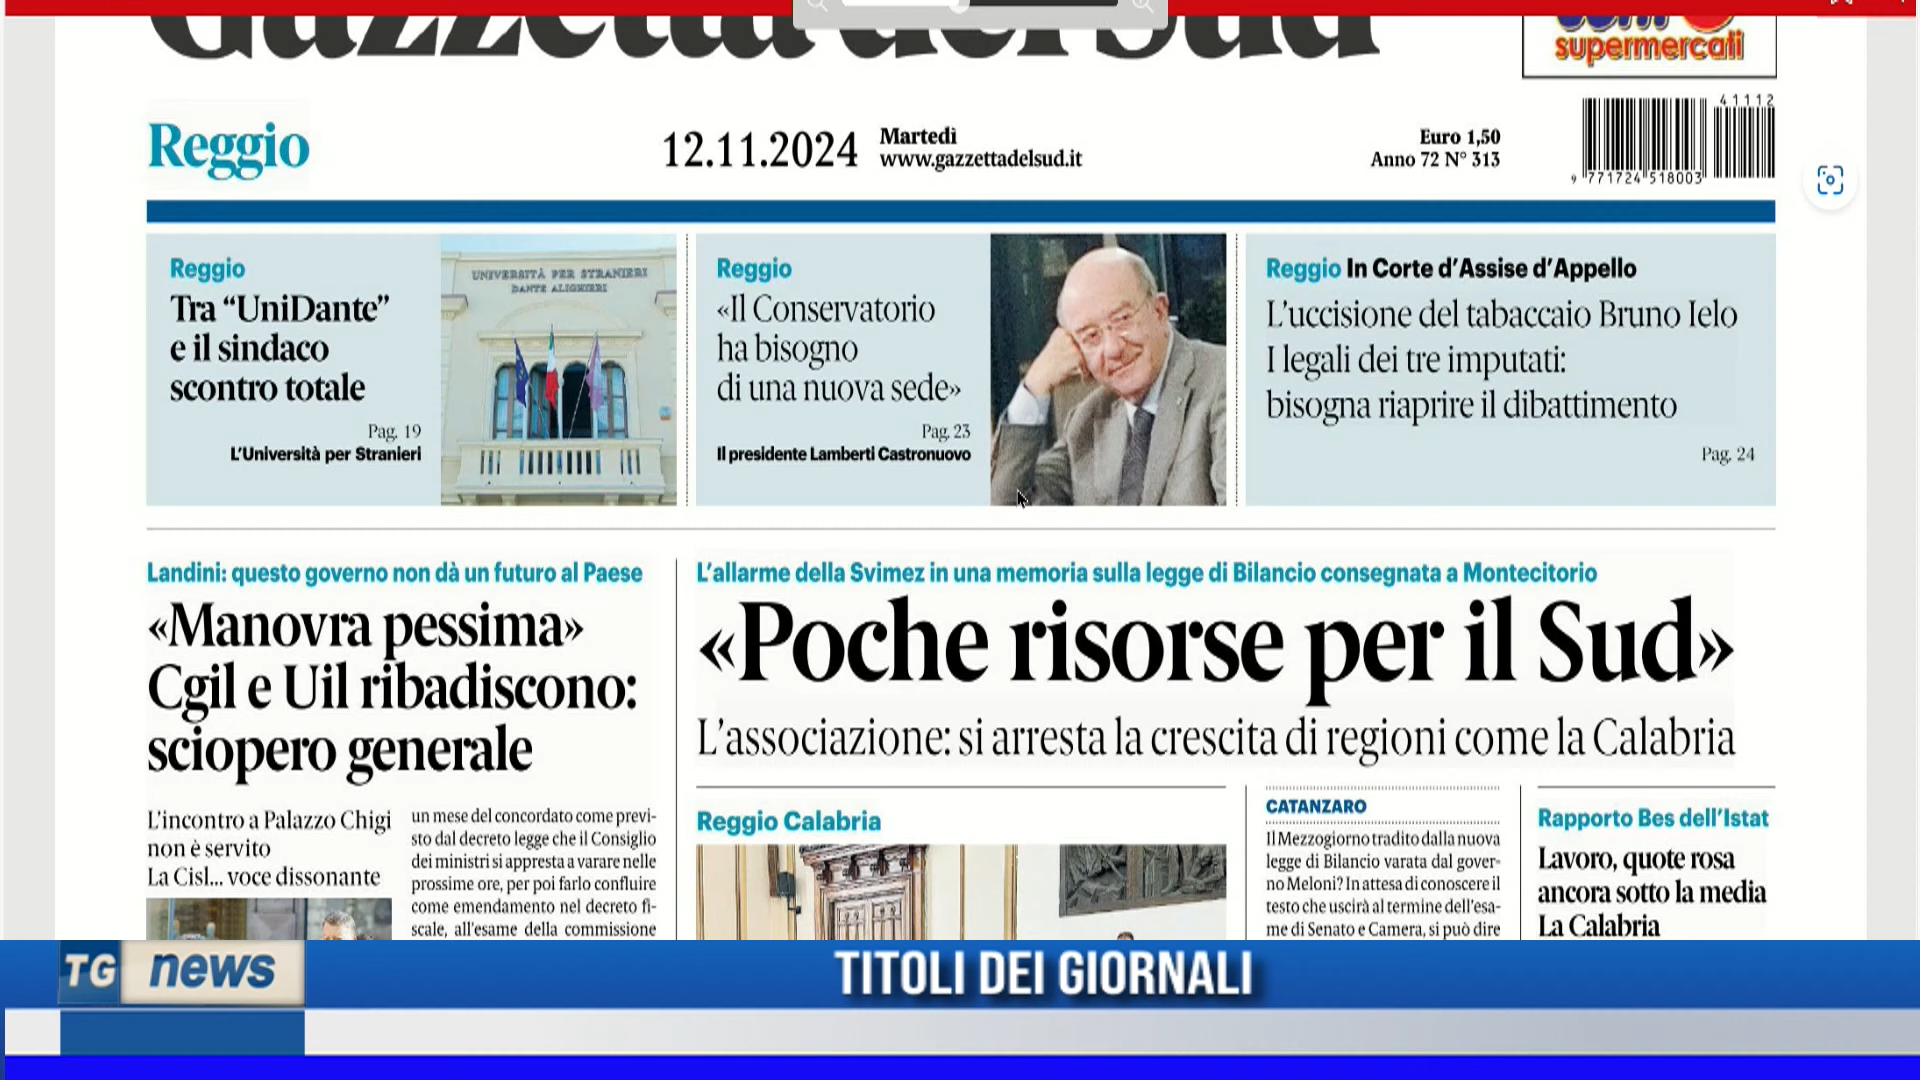 Gazzetta del Sud
supermercati
Reggio
12.11.2024
Martedì
www.gazzettadelsud.it
Euro 1,50
Anno 72 N° 313
41112
9 771724 518003
Reggio
Tra “UniDante”
e il sindaco
scontro totale
Pag. 19
L'Università per Stranieri
UNIVERSITÀ PER STRANIERI
DANTE ALIGHIERI
Reggio
«Il Conservatorio
ha bisogno
di una nuova sede»
Pag. 23
Il presidente Lamberti Castronuovo
Reggio In Corte d'Assise d'Appello
L'uccisione del tabaccaio Bruno Ielo
I legali dei tre imputati:
bisogna riaprire il dibattimento
Pag. 24
Landini: questo governo non dà un futuro al Paese
«Manovra pessima»
Cgil e Uil ribadiscono:
sciopero generale
L'incontro a Palazzo Chigi
non è servito
La Cisl... voce dissonante
un mese del concordato come previ-
sto dal decreto legge che il Consiglio
dei ministri si appresta a varare nelle
prossime ore, per poi farlo confluire
come emendamento nel decreto fi-
scale, all'esame della commissione
L'allarme della Svimez in una memoria sulla legge di Bilancio consegnata a Montecitorio
«Poche risorse per il Sud»
L'associazione: si arresta la crescita di regioni come la Calabria
Reggio Calabria
CATANZARO
Il Mezzogiorno tradito dalla nuova
legge di Bilancio varata dal gover-
no Meloni? In attesa di conoscere il
testo che uscirà al termine dell'esa-
me di Senato e Camera, si può dire
Rapporto Bes dell'Istat
Lavoro, quote rosa
ancora sotto la media
La Calabria
TG news
TITOLI DEI GIORNALI